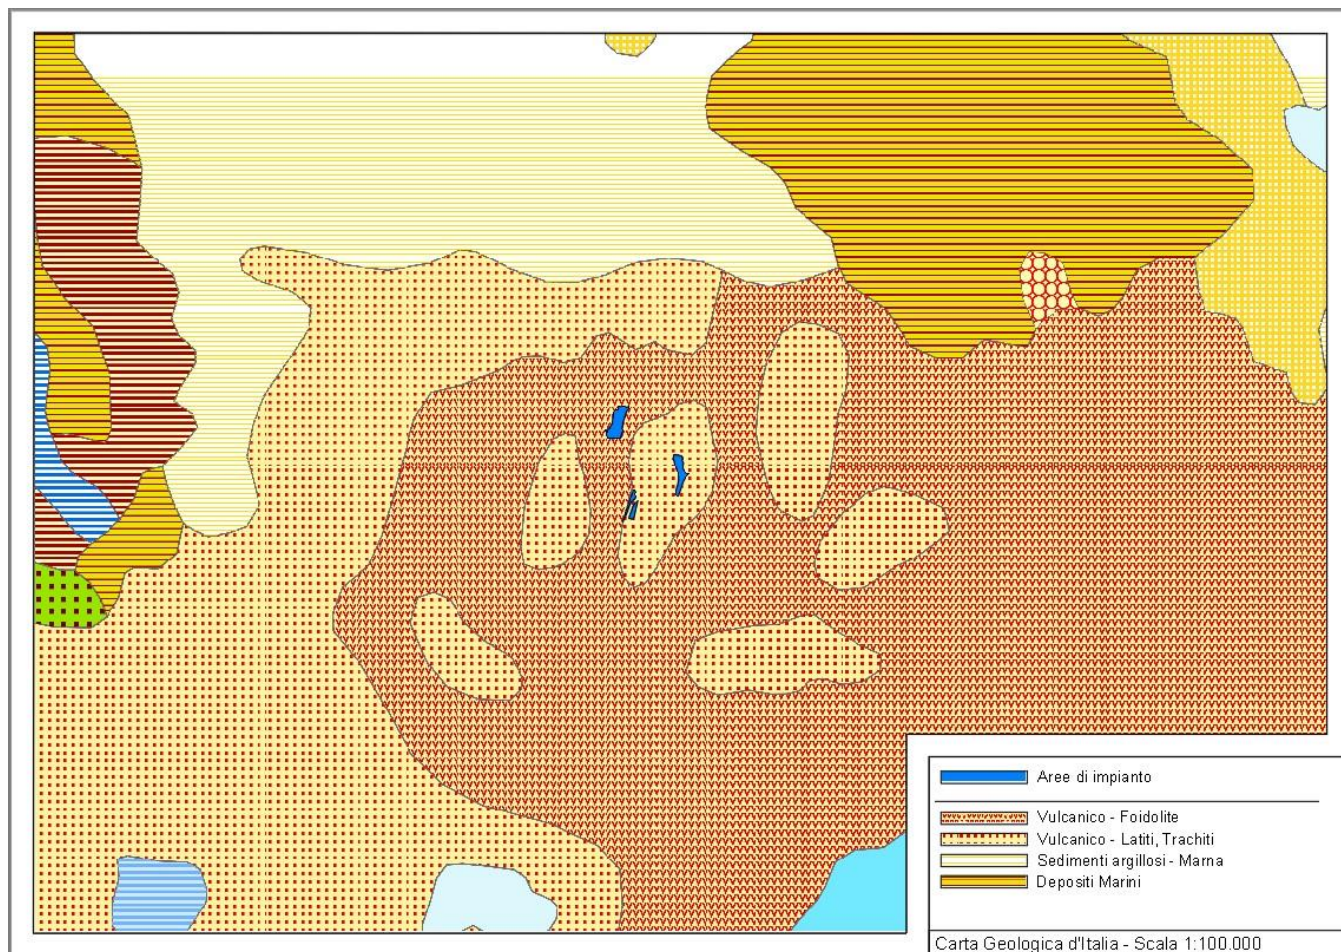 Aree di impianto
Vulcanico - Foidolite
Vulcanico - Latiti, Trachiti
Sedimenti argillosi - Marna
Depositi Marini
Carta Geologica d'Italia - Scala 1:100.000